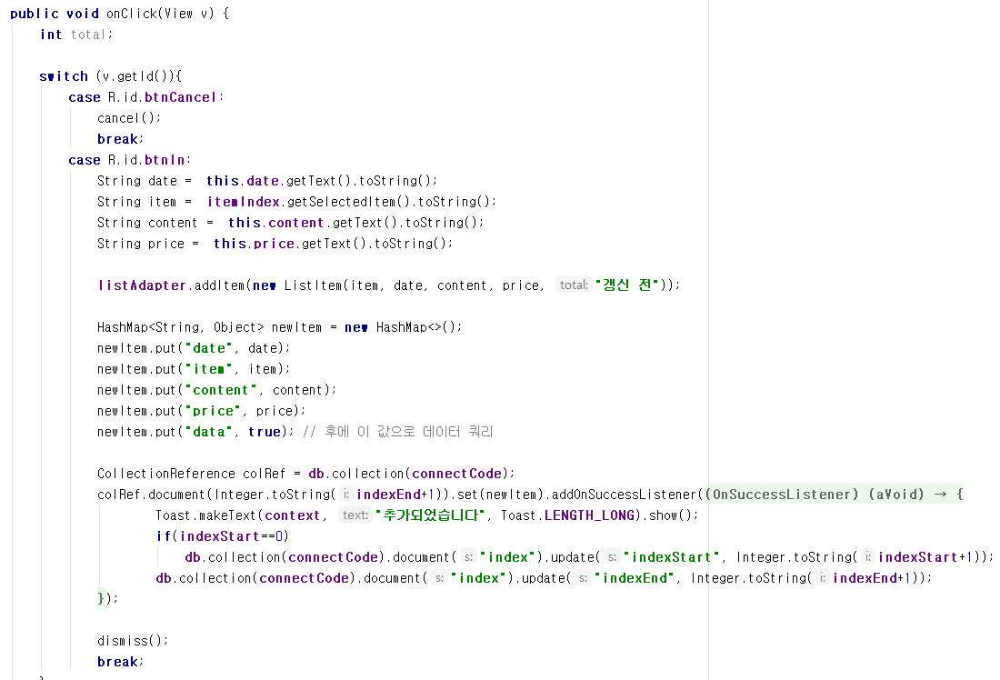 public void onClick(View v) {
    int total;

    switch (v.getId()){
        case R.id.btnCancel:
            cancel();
            break;
        case R.id.btnIn:
            String date =  this.date.getText().toString();
            String item =  itemIndex.getSelectedItem().toString();
            String content =  this.content.getText().toString();
            String price =  this.price.getText().toString();

            listAdapter.addItem(new ListItem(item, date, content, price, total: "갱신 전"));

            HashMap<String, Object> newItem = new HashMap<>();
            newItem.put("date", date);
            newItem.put("item", item);
            newItem.put("content", content);
            newItem.put("price", price);
            newItem.put("data", true); // 후에 이 값으로 데이터 쿼리

            CollectionReference colRef = db.collection(connectCode);
            colRef.document(Integer.toString( i: indexEnd+1)).set(newItem).addOnSuccessListener((OnSuccessListener) (aVoid) → {
                    Toast.makeText(context, text: "추가되었습니다", Toast.LENGTH_LONG).show();
                    if(indexStart==0)
                        db.collection(connectCode).document( s: "index").update( s: "indexStart", Integer.toString( i: indexStart+1));
                    db.collection(connectCode).document( s: "index").update( s: "indexEnd", Integer.toString( i: indexEnd+1));
            });

            dismiss();
            break;
    }